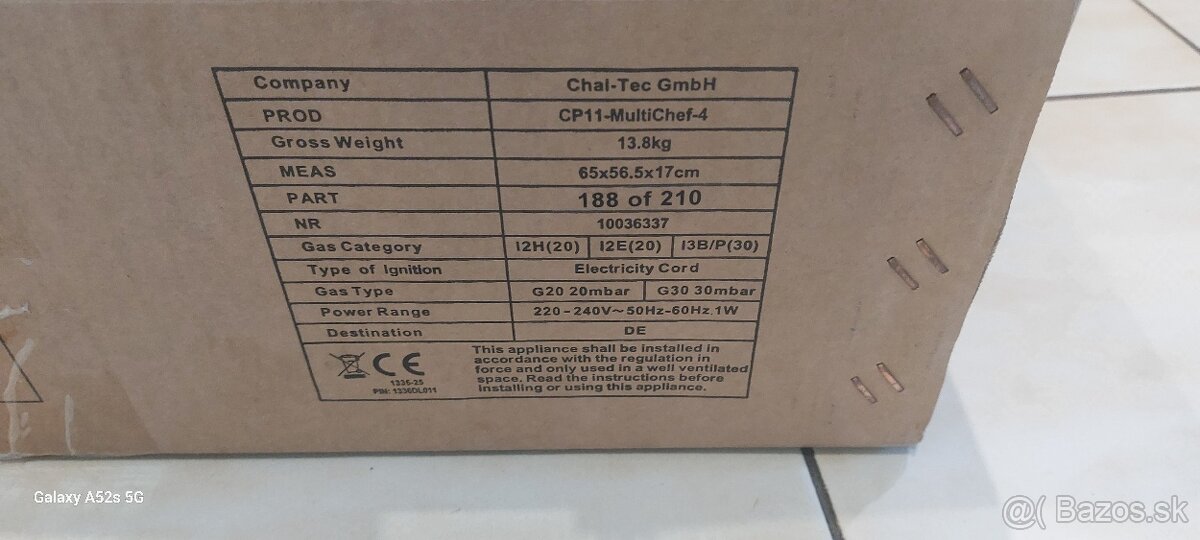 Company Chal-Tec GmbH
PROD CP11-MultiChef-4
Gross Weight 13.8kg
MEAS 65x56.5x17cm
PART 188 of 210
NR 10036337
Gas Category I2H(20) I2E(20) I3B/P(30)
Type of Ignition Electricity Cord
Gas Type G20 20mbar G30 30mbar
Power Range 220-240V~50Hz-60Hz.1W
Destination DE
CE
1336-25
PIN: 1336DL011
This appliance shall be installed in
accordance with the regulation in
force and only used in a well ventilated
space. Read the instructions before
installing or using this appliance.
Galaxy A52s 5G
@( Bazos.sk